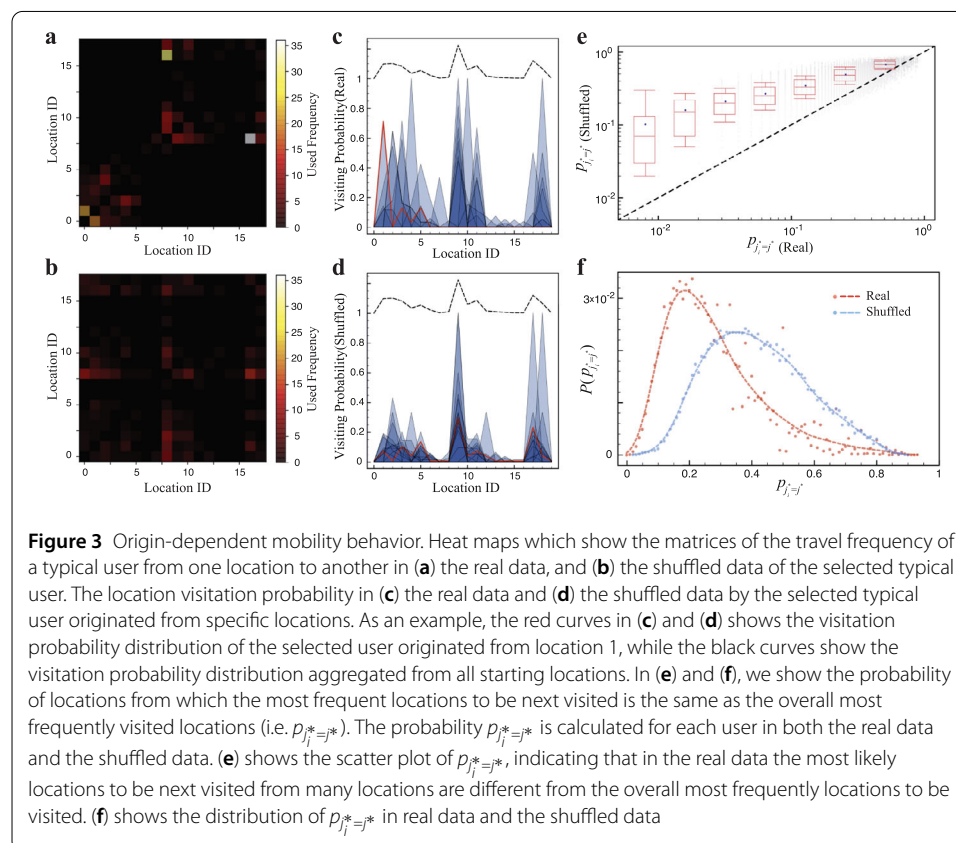 a
15
10
5
0
0
5
10
15
Location ID
Location ID
35
30
25
20
15
10
5
0
Used Frequency
b
15
10
5
0
0
5
10
15
Location ID
Location ID
35
30
25
20
15
10
5
0
Used Frequency
c
1
0.8
0.6
0.4
0.2
0
0
5
10
15
Visiting Probability(Real)
Location ID
d
1
0.8
0.6
0.4
0.2
0
0
5
10
15
Visiting Probability(Shuffled)
Location ID
e
10⁰
10⁻¹
10⁻²
10⁻²
10⁻¹
10⁰
p_{j_i^*=j^*} (Shuffled)
p_{j_i^*=j^*} (Real)
f
3×10⁻²
0
0
0.2
0.4
0.6
0.8
1
Real
Shuffled
P(p_{j_i^*=j^*})
p_{j_i^*=j^*}
Figure 3 Origin-dependent mobility behavior. Heat maps which show the matrices of the travel frequency of
a typical user from one location to another in (a) the real data, and (b) the shuffled data of the selected typical
user. The location visitation probability in (c) the real data and (d) the shuffled data by the selected typical
user originated from specific locations. As an example, the red curves in (c) and (d) shows the visitation
probability distribution of the selected user originated from location 1, while the black curves show the
visitation probability distribution aggregated from all starting locations. In (e) and (f), we show the probability
of locations from which the most frequent locations to be next visited is the same as the overall most
frequently visited locations (i.e. p_{j_i^*=j^*}). The probability p_{j_i^*=j^*} is calculated for each user in both the real data
and the shuffled data. (e) shows the scatter plot of p_{j_i^*=j^*}, indicating that in the real data the most likely
locations to be next visited from many locations are different from the overall most frequently locations to be
visited. (f) shows the distribution of p_{j_i^*=j^*} in real data and the shuffled data